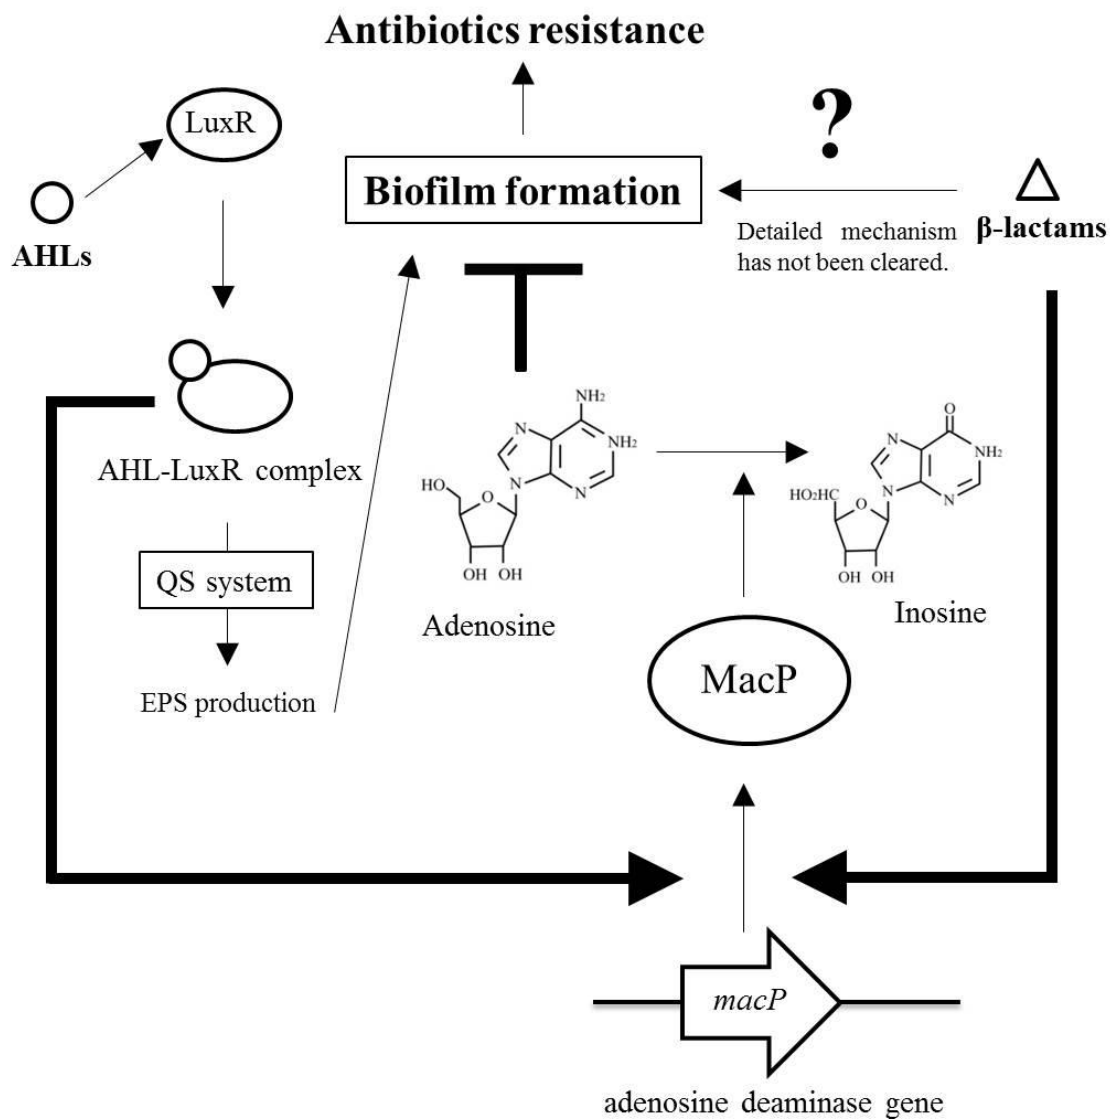 Antibiotics resistance
LuxR
?
Biofilm formation
AHLs
β-lactams
Detailed mechanism
has not been cleared.
AHL-LuxR complex
QS system
EPS production
NH₂
N
NH₂
N
N
HO
O
OH OH
Adenosine
O
N
NH₂
N
N
HO₂HC
O
OH OH
Inosine
MacP
macP
adenosine deaminase gene